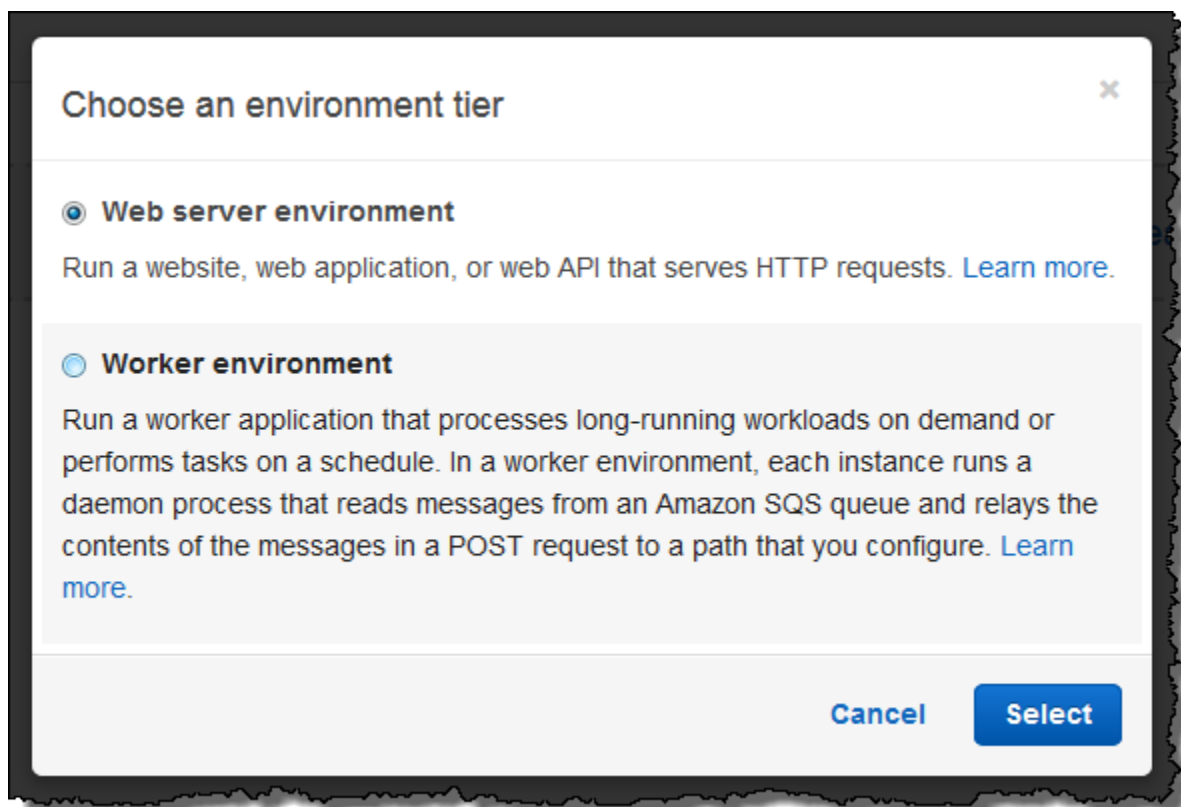 Choose an environment tier
×
Web server environment
Run a website, web application, or web API that serves HTTP requests. Learn more.
Worker environment
Run a worker application that processes long-running workloads on demand or
performs tasks on a schedule. In a worker environment, each instance runs a
daemon process that reads messages from an Amazon SQS queue and relays the
contents of the messages in a POST request to a path that you configure. Learn
more.
Cancel Select